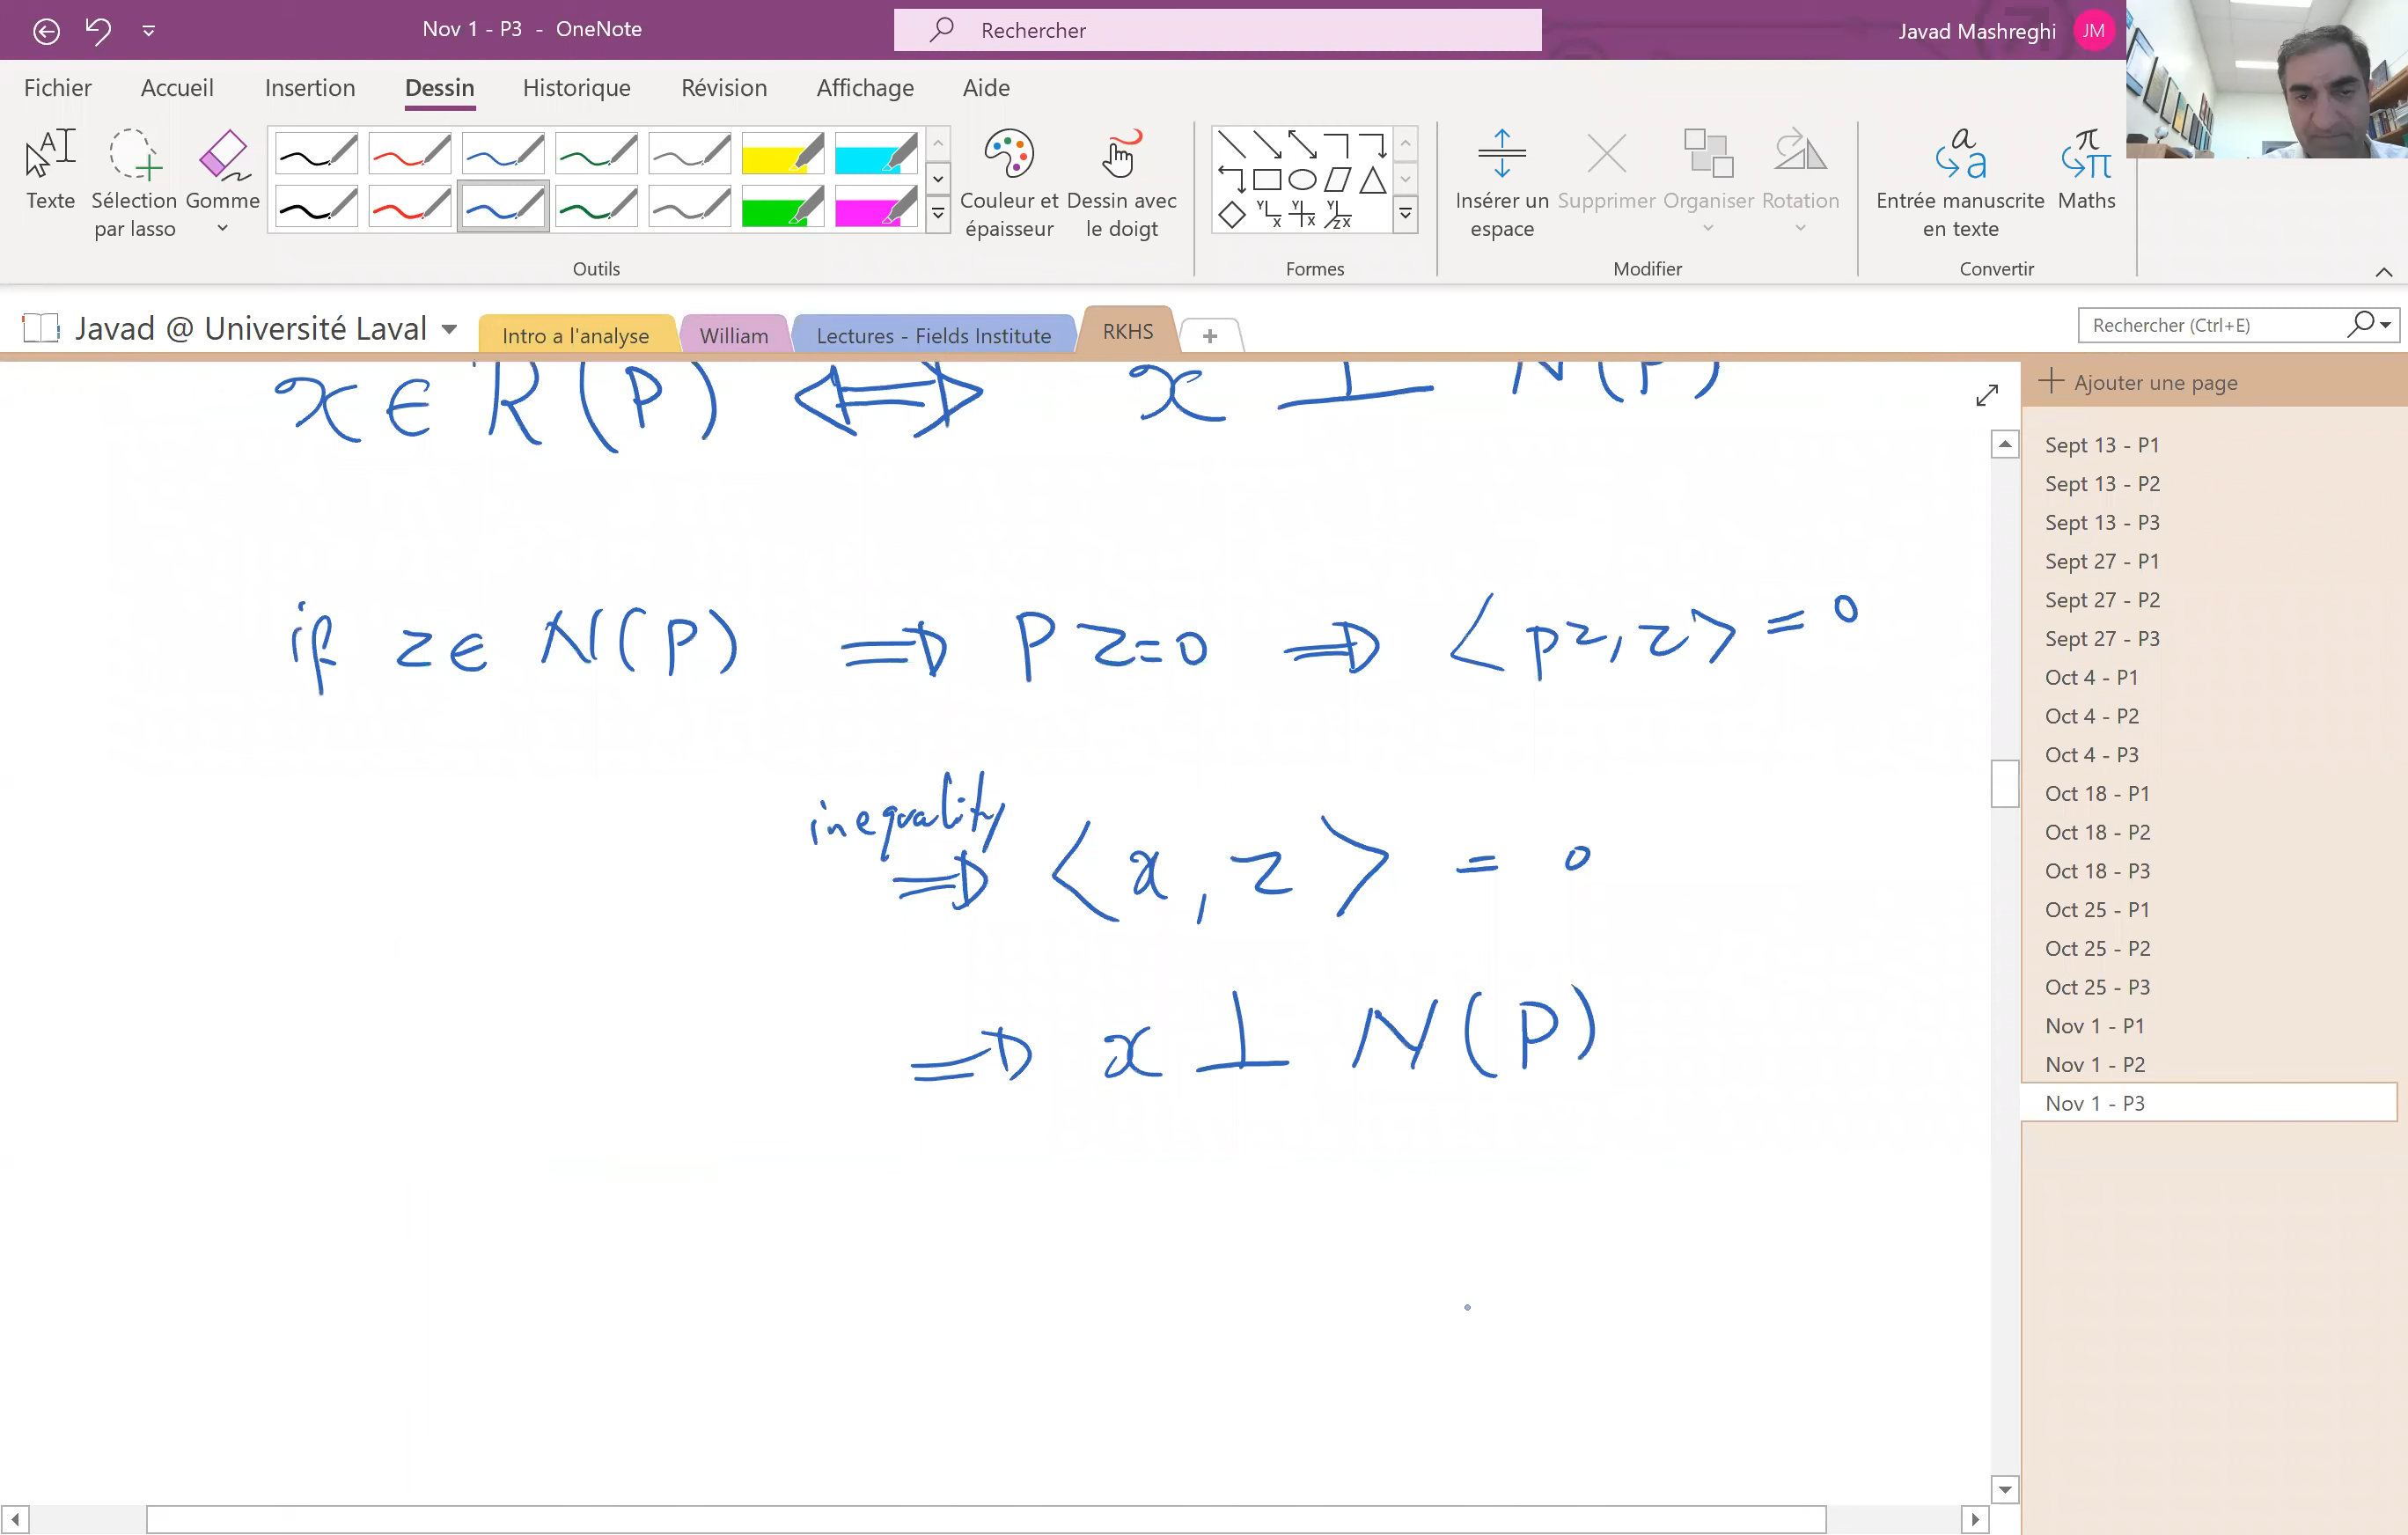 Nov 1 - P3 - OneNote
Rechercher
Javad Mashreghi JM
Fichier Accueil Insertion Dessin Historique Révision Affichage Aide
Texte
Sélection par lasso
Gomme
Couleur et épaisseur
Dessin avec le doigt
Insérer un espace
Supprimer
Organiser
Rotation
Entrée manuscrite en texte
Maths
Outils
Formes
Modifier
Convertir
Javad @ Université Laval
Intro a l'analyse
William
Lectures - Fields Institute
RKHS
Rechercher (Ctrl+E)
x ∈ R(P) ⟺ x ⊥ N(P)
if z ∈ N(P) ⟹ Pz=0 ⟹ <Pz,z> = 0
inequality
⟹ <x,z> = 0
⟹ x ⊥ N(P)
Ajouter une page
Sept 13 - P1
Sept 13 - P2
Sept 13 - P3
Sept 27 - P1
Sept 27 - P2
Sept 27 - P3
Oct 4 - P1
Oct 4 - P2
Oct 4 - P3
Oct 18 - P1
Oct 18 - P2
Oct 18 - P3
Oct 25 - P1
Oct 25 - P2
Oct 25 - P3
Nov 1 - P1
Nov 1 - P2
Nov 1 - P3